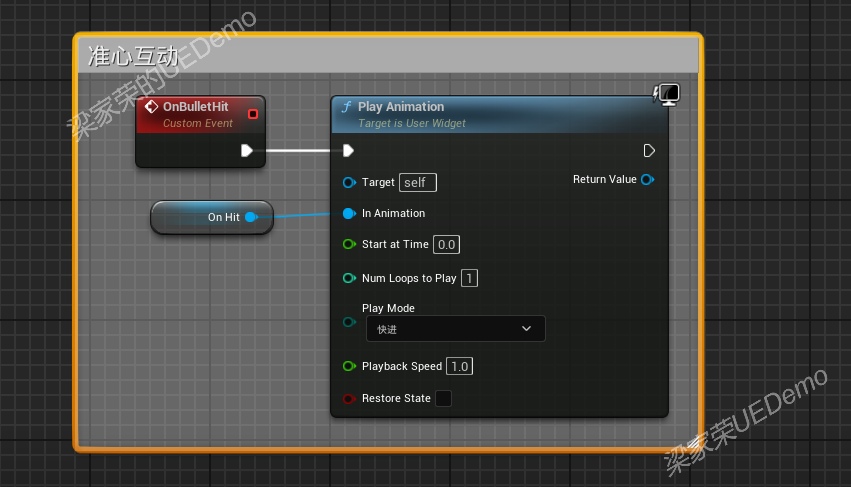 准心互动
梁家荣的UEDemo
OnBulletHit
Custom Event
Play Animation
Target is User Widget
Target self
Return Value
On Hit
In Animation
Start at Time 0.0
Num Loops to Play 1
Play Mode
快进
Playback Speed 1.0
Restore State
梁家荣UEDemo